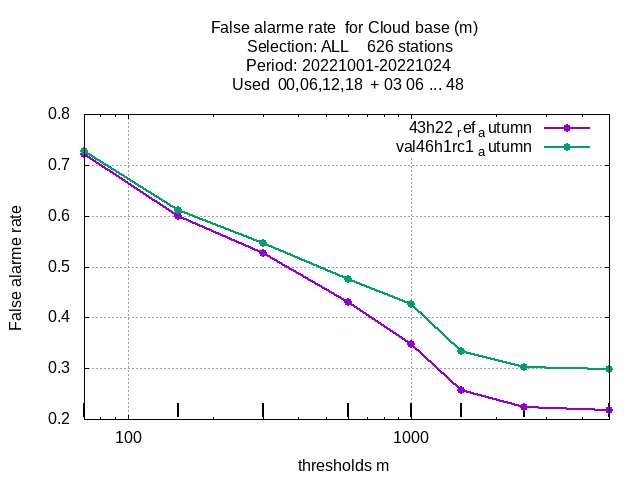 False alarme rate  for Cloud base (m)
Selection: ALL    626 stations
Period: 20221001-20221024
Used  00,06,12,18  + 03 06 ... 48
43h22 ref a utumn
val46h1rc1 a utumn
0.8
0.7
0.6
0.5
0.4
0.3
0.2
False alarme rate
100
1000
thresholds m